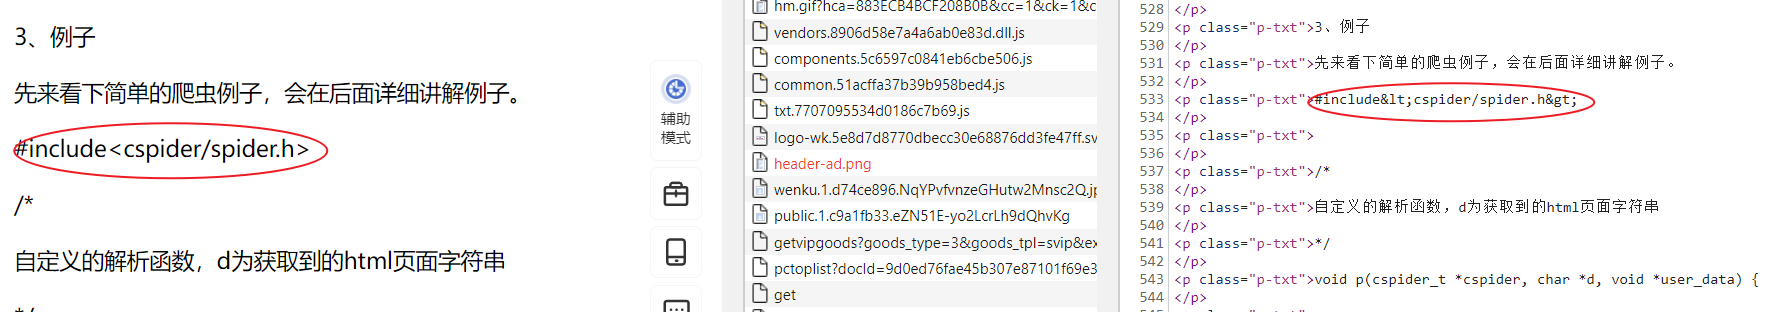 3、例子
先来看下简单的爬虫例子，会在后面详细讲解例子。
#include<cspider/spider.h>
/*
自定义的解析函数，d为获取到的html页面字符串
辅助
模式
hm.gif?hca=883ECB4BCF208B0B&cc=1&ck=1&c
vendors.8906d58e7a4a6ab0e83d.dll.js
components.5c6597c0841eb6cbe506.js
common.51acffa37b39b958bed4.js
txt.7707095534d0186c7b69.js
logo-wk.5e8d7d8770dbecc30e68876dd3fe47ff.sv
header-ad.png
wenku.1.d74ce896.NqYPvfvnzeGHutw2Mnsc2Q.jp
public.1.c9a1fb33.eZN51E-yo2LcrLh9dQhvKg
getvipgoods?goods_type=3&goods_tpl=svip&ex
pctoplist?docId=9d0ed76fae45b307e87101f69e3
get
528 </p>
529 <p class="p-txt">3、例子
530 </p>
531 <p class="p-txt">先来看下简单的爬虫例子，会在后面详细讲解例子。
532 </p>
533 <p class="p-txt">#include&lt;cspider/spider.h&gt;
534 </p>
535 <p class="p-txt">
536 </p>
537 <p class="p-txt">/*
538 </p>
539 <p class="p-txt">自定义的解析函数，d为获取到的html页面字符串
540 </p>
541 <p class="p-txt">*/
542 </p>
543 <p class="p-txt">void p(cspider_t *cspider, char *d, void *user_data) {
544 </p>